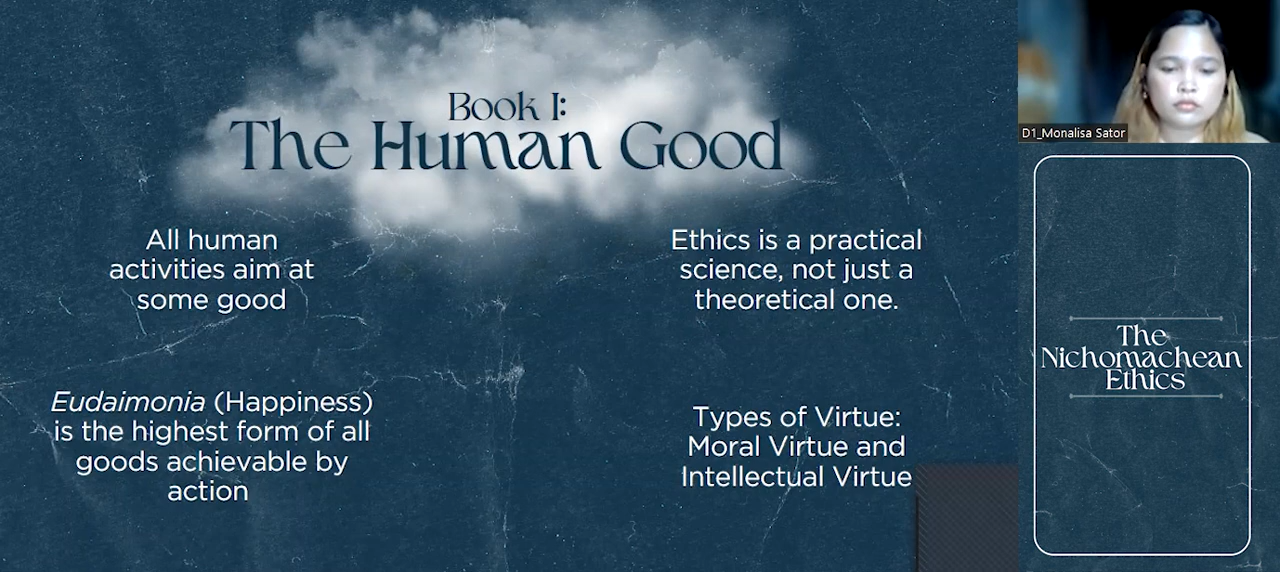 Book I:
The Human Good
All human
activities aim at
some good
Ethics is a practical
science, not just a
theoretical one.
Eudaimonia (Happiness)
is the highest form of all
goods achievable by
action
Types of Virtue:
Moral Virtue and
Intellectual Virtue
D1_Monalisa Sator
The
Nichomachean
Ethics